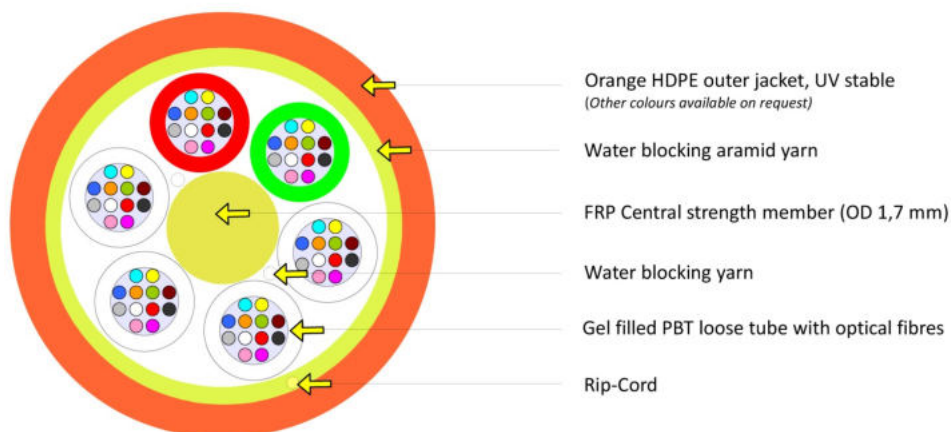 Orange HDPE outer jacket, UV stable
(Other colours available on request)
Water blocking aramid yarn
FRP Central strength member (OD 1,7 mm)
Water blocking yarn
Gel filled PBT loose tube with optical fibres
Rip-Cord